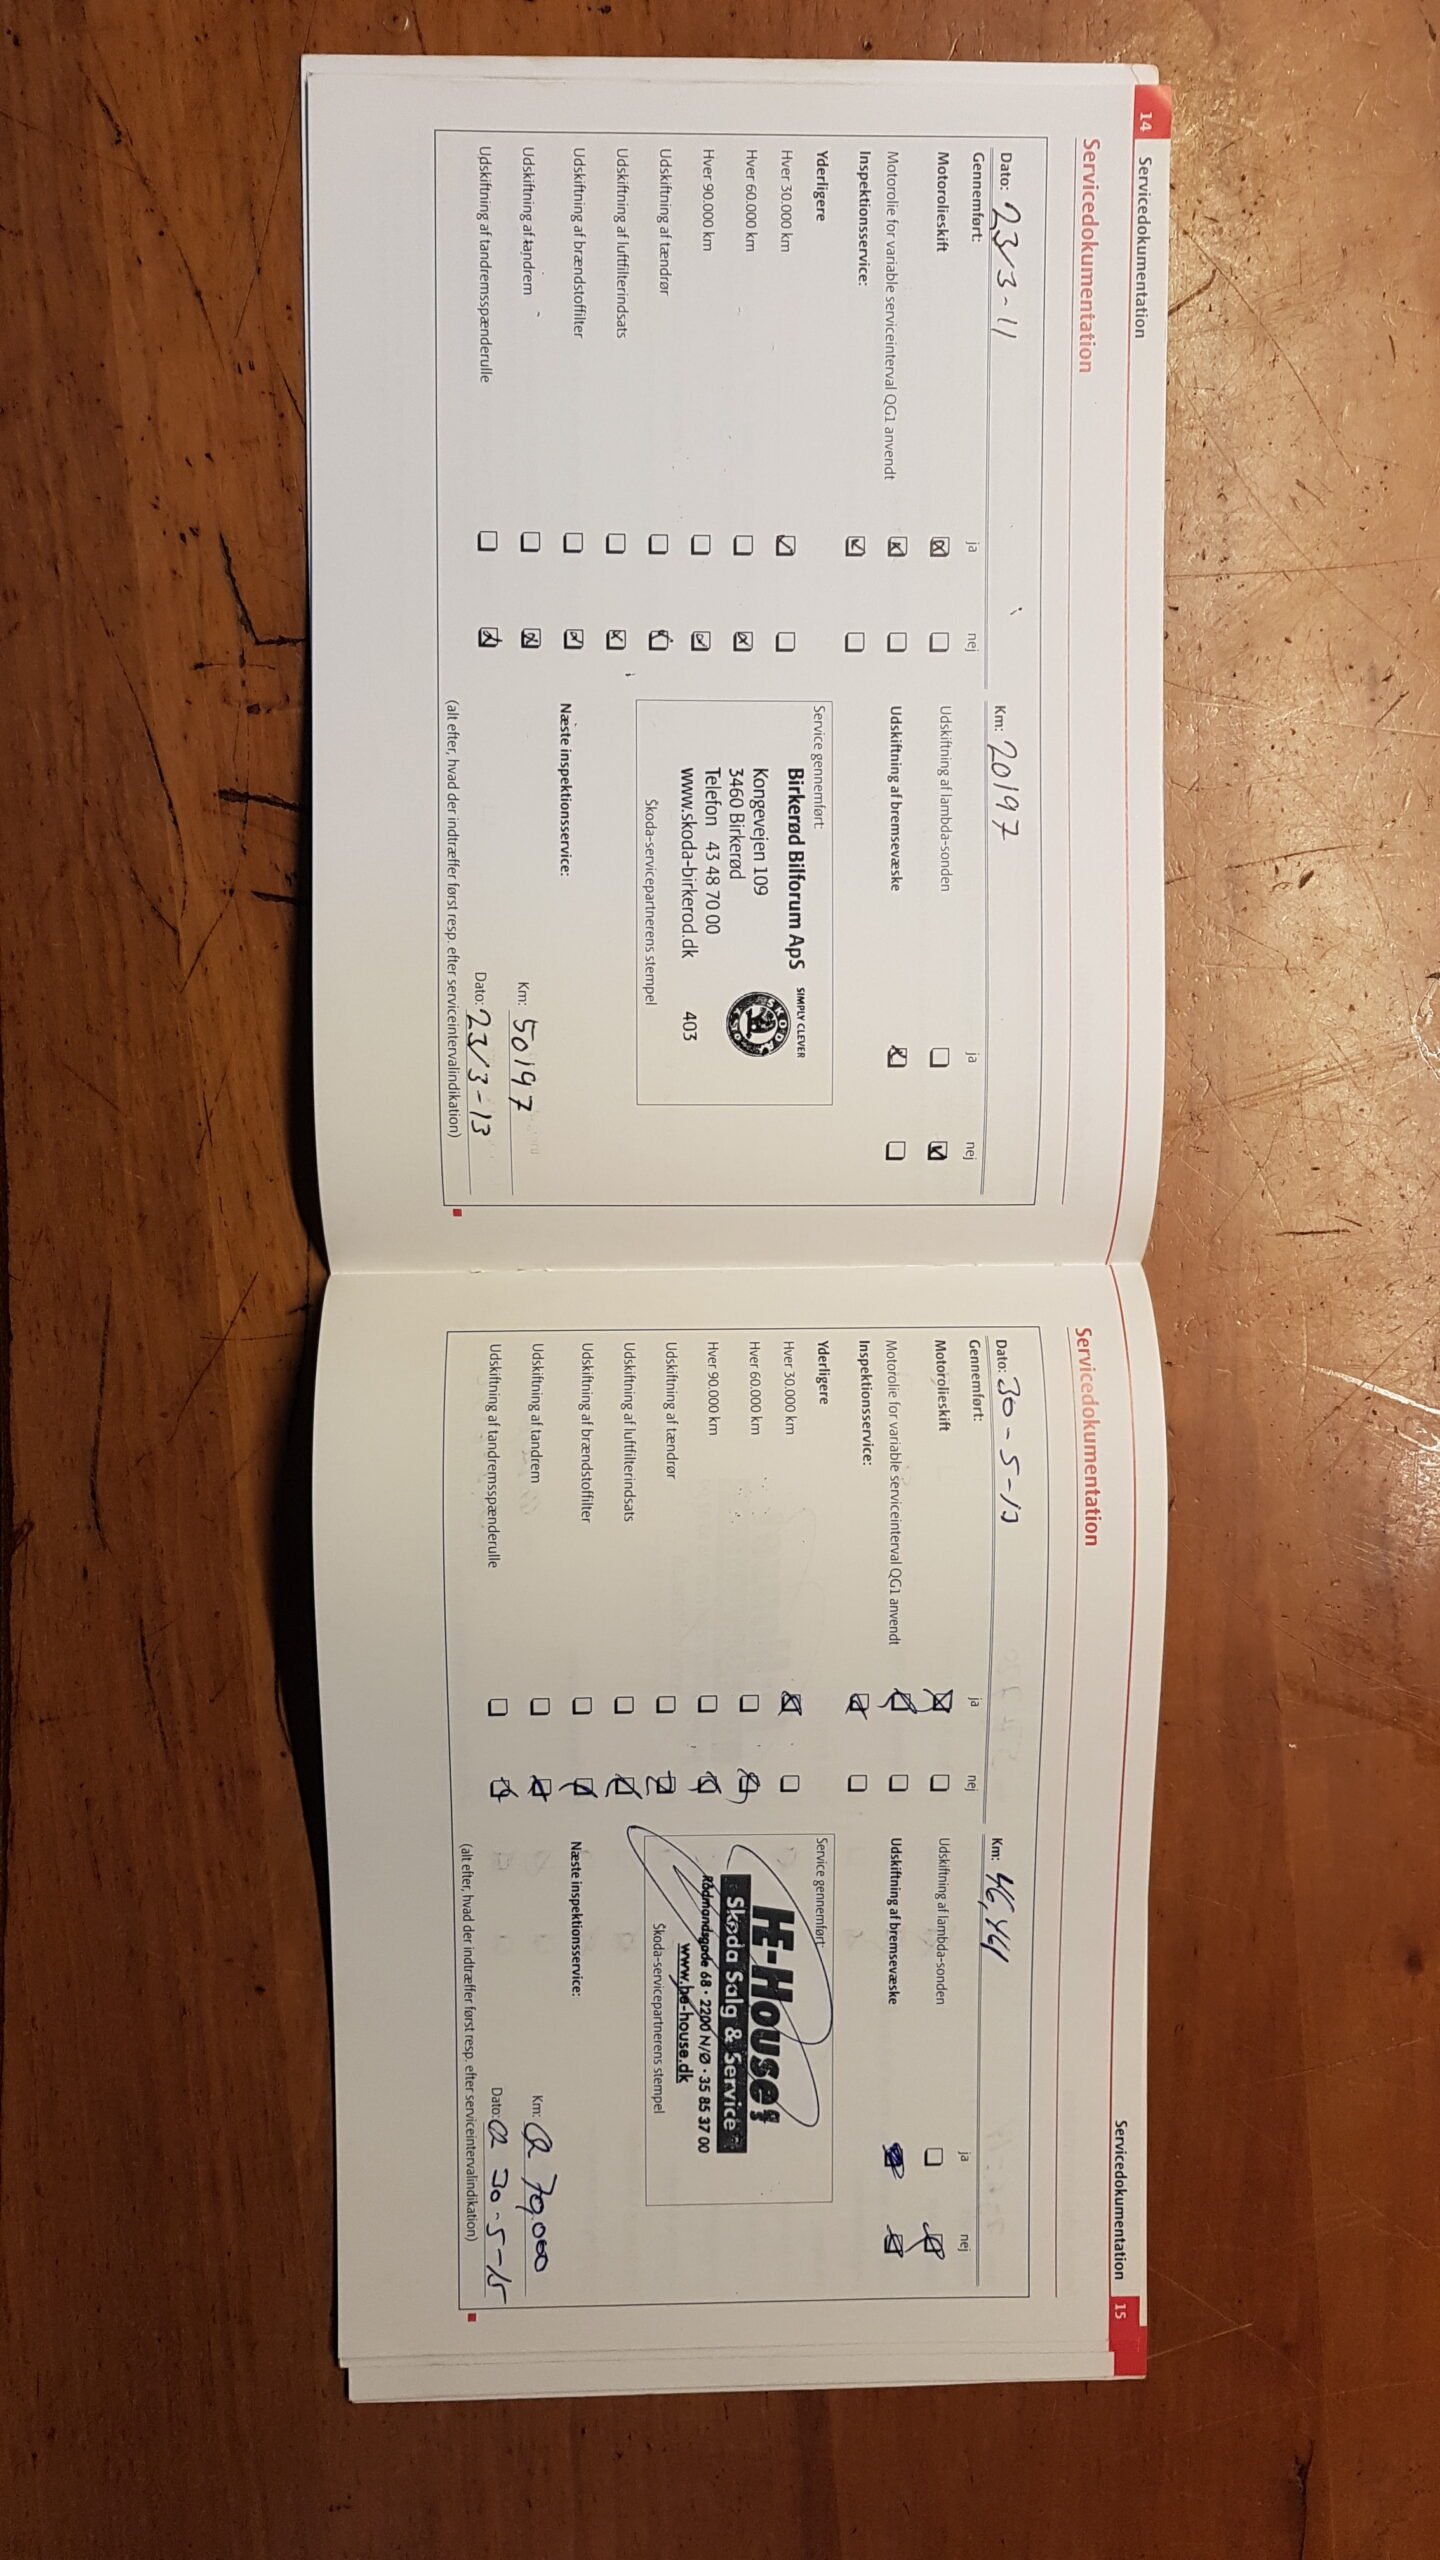 14 Servicedokumentation
Servicedokumentation
Dato: 23/3-11
Km: 20197
Gennemført:
ja nej
ja nej
Motorolieskift
Udskiftning af lambda-sonden
Motorolie for variable serviceinterval QG1 anvendt
Udskiftning af bremsevæske
Inspektionsservice:
Yderligere
Hver 30.000 km
Hver 60.000 km
Hver 90.000 km
Udskiftning af tændrør
Udskiftning af luftfilterindsats
Udskiftning af brændstoffilter
Udskiftning af tandrem
Udskiftning af tandremsspænderulle
Service gennemført:
Birkerød Bilforum ApS
SIMPLY CLEVER
Kongevejen 109
3460 Birkerød
Telefon 43 48 70 00
www.skoda-birkerod.dk 403
SKODA
Škoda-servicepartnerens stempel
Næste inspektionsservice:
Km: 50197
Dato: 23/3-13
(alt efter, hvad der indtræffer først resp. efter serviceintervalindikation)
Servicedokumentation 15
Servicedokumentation
Dato: 30-5-13
Km: 46,461
Gennemført:
ja nej
ja nej
Motorolieskift
Udskiftning af lambda-sonden
Motorolie for variable serviceinterval QG1 anvendt
Udskiftning af bremsevæske
Inspektionsservice:
Yderligere
Hver 30.000 km
Hver 60.000 km
Hver 90.000 km
Udskiftning af tændrør
Udskiftning af luftfilterindsats
Udskiftning af brændstoffilter
Udskiftning af tandrem
Udskiftning af tandremsspænderulle
Service gennemført:
HE-House
Skoda Salg & Service
Rådmandsgade 68 · 2200 N/Ø · 35 85 37 00
www.he-house.dk
Škoda-servicepartnerens stempel
Næste inspektionsservice:
Km: 70,000
Dato: 30-5-15
(alt efter, hvad der indtræffer først resp. efter serviceintervalindikation)